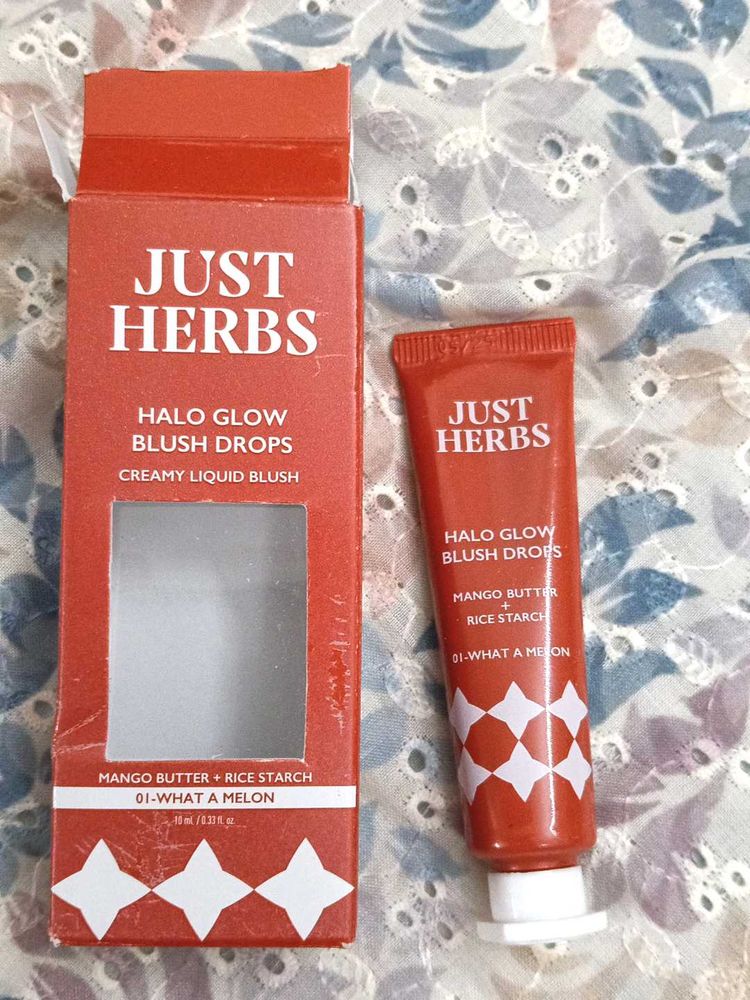 JUST
HERBS
HALO GLOW
BLUSH DROPS
CREAMY LIQUID BLUSH
MANGO BUTTER + RICE STARCH
01-WHAT A MELON
10 ml. / 0.33 fl. oz.
JUST
HERBS
HALO GLOW
BLUSH DROPS
MANGO BUTTER
+
RICE STARCH
01-WHAT A MELON